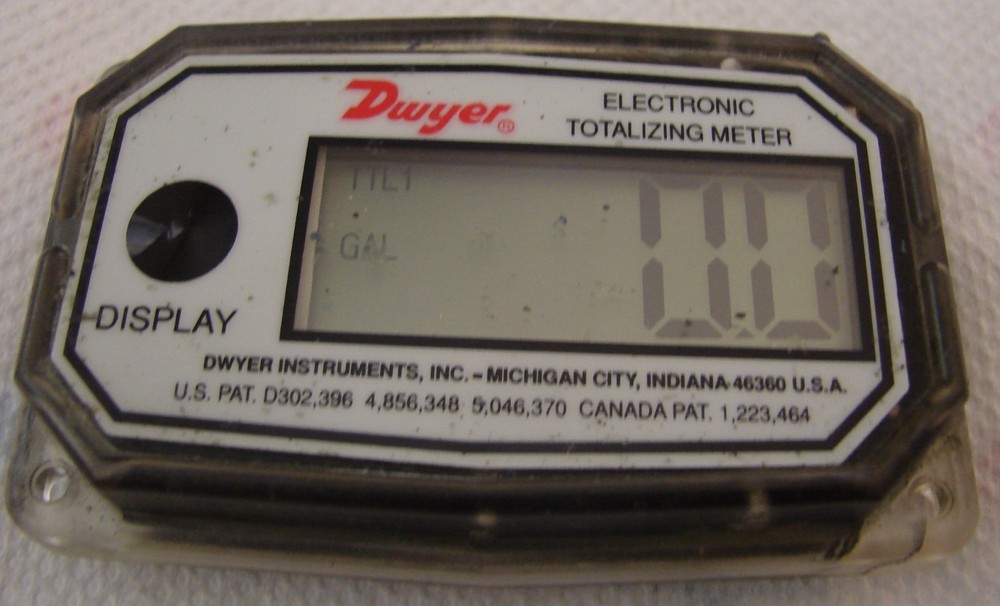 Dwyer®
ELECTRONIC
TOTALIZING METER
TTL1
GAL
0.0
DISPLAY
DWYER INSTRUMENTS, INC. - MICHIGAN CITY, INDIANA 46360 U.S.A.
U.S. PAT. D302,396 4,856,348 5,046,370 CANADA PAT. 1,223,464